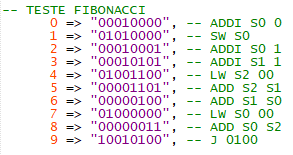 -- TESTE FIBONACCI
0 => "00010000", -- ADDI S0 0
1 => "01010000", -- SW S0
2 => "00010001", -- ADDI S0 1
3 => "00010101", -- ADDI S1 1
4 => "01001100", -- LW S2 00
5 => "00001101", -- ADD S2 S1
6 => "00000100", -- ADD S1 S0
7 => "01000000", -- LW S0 00
8 => "00000011", -- ADD S0 S2
9 => "10010100", -- J 0100